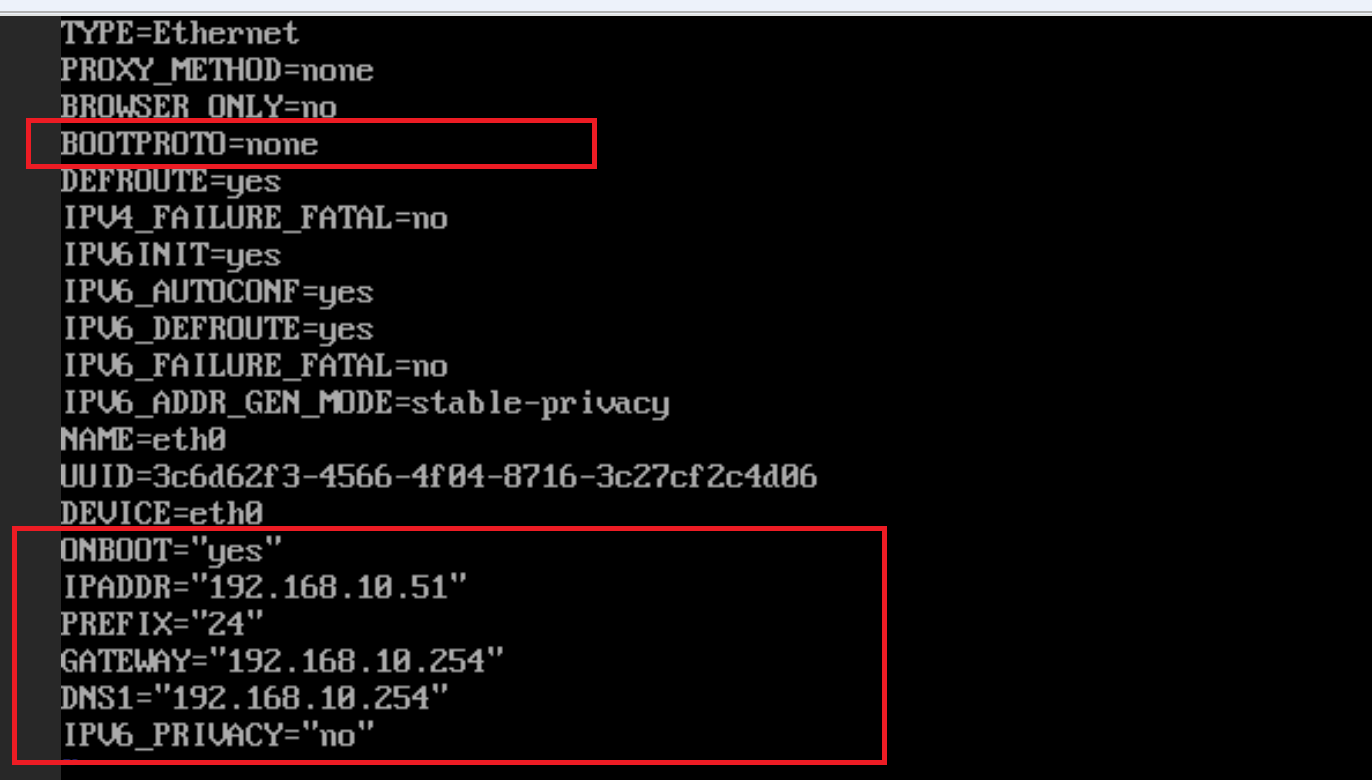 TYPE=Ethernet
PROXY_METHOD=none
BROWSER_ONLY=no
BOOTPROTO=none
DEFROUTE=yes
IPV4_FAILURE_FATAL=no
IPV6INIT=yes
IPV6_AUTOCONF=yes
IPV6_DEFROUTE=yes
IPV6_FAILURE_FATAL=no
IPV6_ADDR_GEN_MODE=stable-privacy
NAME=eth0
UUID=3c6d62f3-4566-4f04-8716-3c27cf2c4d06
DEVICE=eth0
ONBOOT="yes"
IPADDR="192.168.10.51"
PREFIX="24"
GATEWAY="192.168.10.254"
DNS1="192.168.10.254"
IPV6_PRIVACY="no"